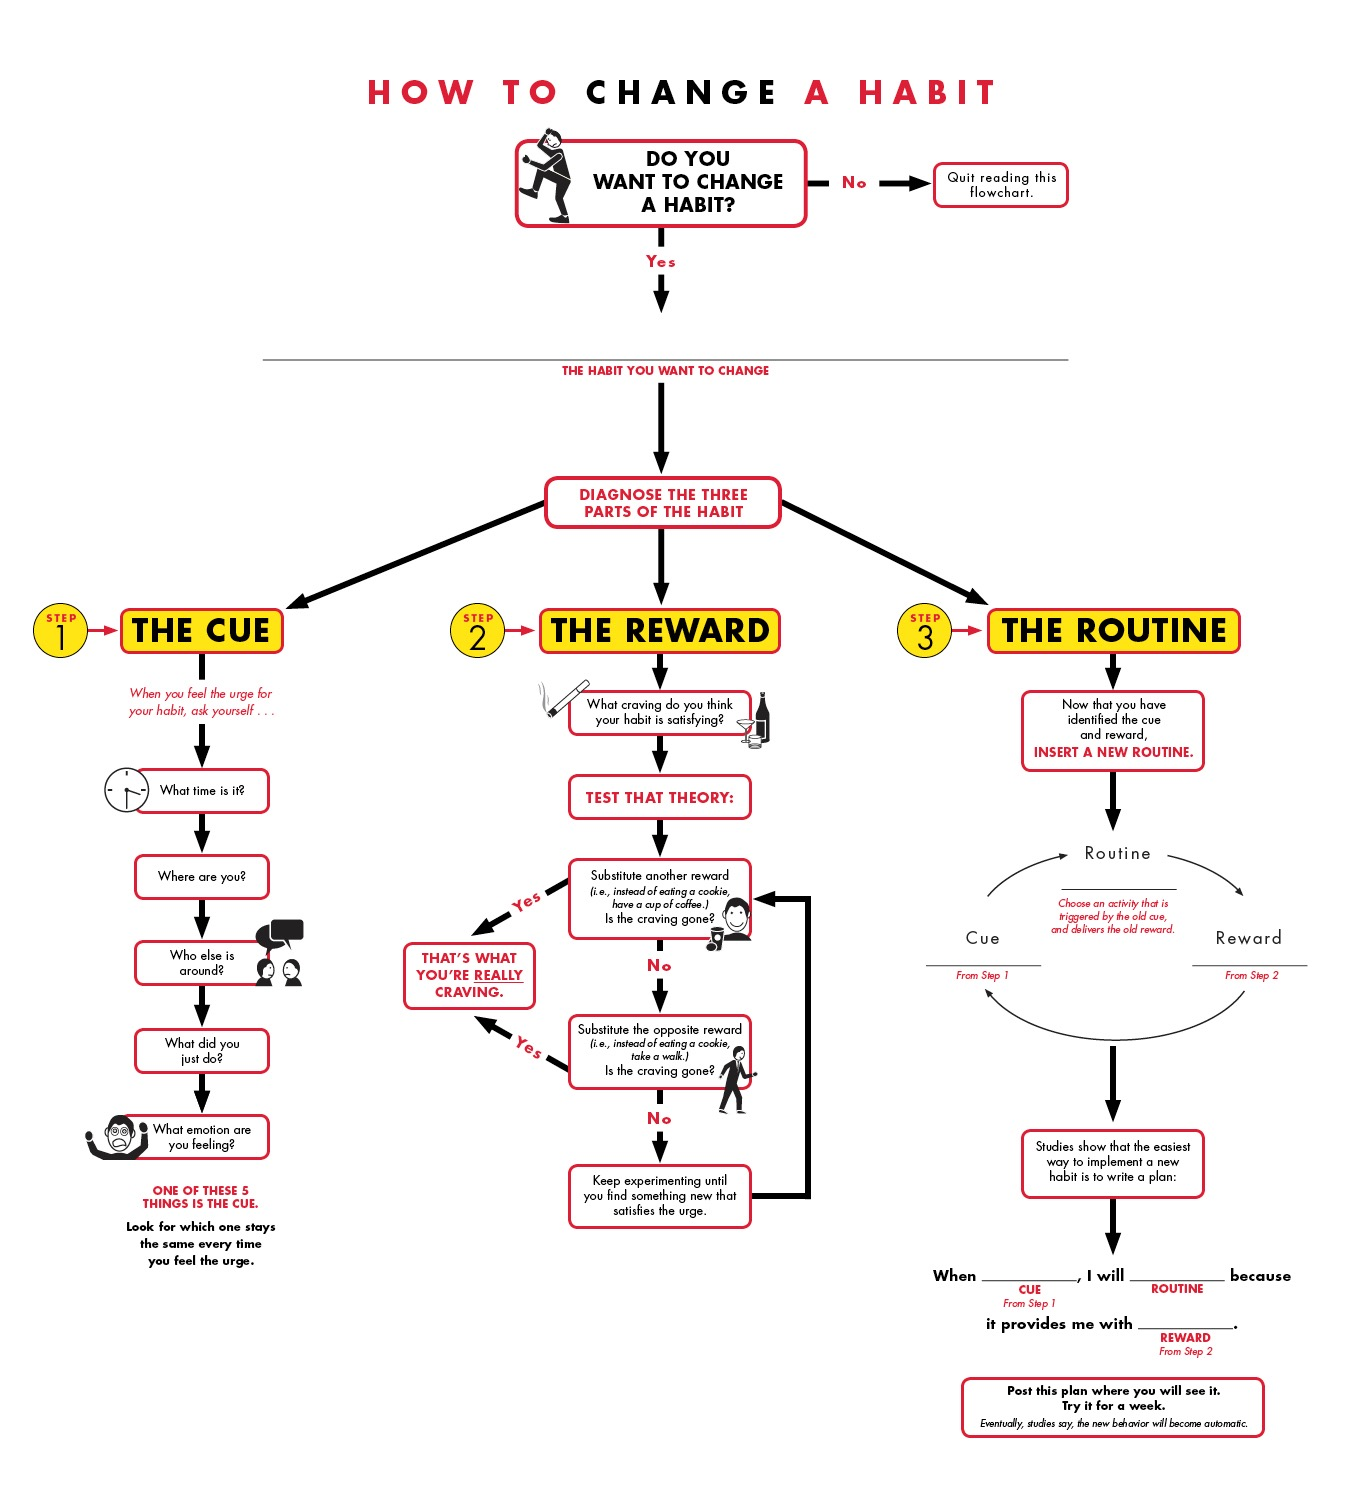 HOW TO CHANGE A HABIT
DO YOU
WANT TO CHANGE
A HABIT?
No
Quit reading this
flowchart.
Yes
THE HABIT YOU WANT TO CHANGE
DIAGNOSE THE THREE
PARTS OF THE HABIT
STEP
1
THE CUE
When you feel the urge for
your habit, ask yourself . . .
What time is it?
Where are you?
Who else is
around?
What did you
just do?
What emotion are
you feeling?
ONE OF THESE 5
THINGS IS THE CUE.
Look for which one stays
the same every time
you feel the urge.
STEP
2
THE REWARD
What craving do you think
your habit is satisfying?
TEST THAT THEORY:
Substitute another reward
(i.e., instead of eating a cookie,
have a cup of coffee.)
Is the craving gone?
Yes
THAT'S WHAT
YOU'RE REALLY
CRAVING.
No
Substitute the opposite reward
(i.e., instead of eating a cookie,
take a walk.)
Is the craving gone?
Yes
No
Keep experimenting until
you find something new that
satisfies the urge.
STEP
3
THE ROUTINE
Now that you have
identified the cue
and reward,
INSERT A NEW ROUTINE.
Routine
Choose an activity that is
triggered by the old cue,
and delivers the old reward.
Cue
From Step 1
Reward
From Step 2
Studies show that the easiest
way to implement a new
habit is to write a plan:
When ____________, I will ____________ because
CUE ROUTINE
From Step 1
it provides me with ____________.
REWARD
From Step 2
Post this plan where you will see it.
Try it for a week.
Eventually, studies say, the new behavior will become automatic.